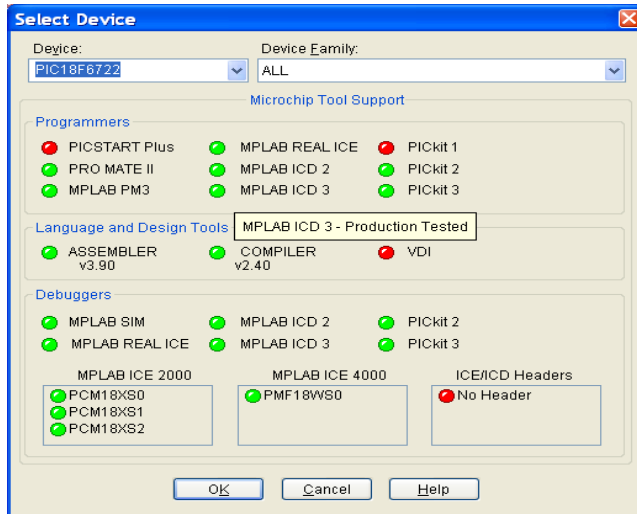 Select Device
Device: Device Family:
PIC18F6722 ALL
Microchip Tool Support
Programmers
PICSTART Plus MPLAB REAL ICE PICkit 1
PRO MATE II MPLAB ICD 2 PICkit 2
MPLAB PM3 MPLAB ICD 3 PICkit 3
Language and Design Tools MPLAB ICD 3 - Production Tested
ASSEMBLER COMPILER VDI
v3.90 v2.40
Debuggers
MPLAB SIM MPLAB ICD 2 PICkit 2
MPLAB REAL ICE MPLAB ICD 3 PICkit 3
MPLAB ICE 2000 MPLAB ICE 4000 ICE/ICD Headers
PCM18XS0 PMF18WS0 No Header
PCM18XS1
PCM18XS2
OK Cancel Help